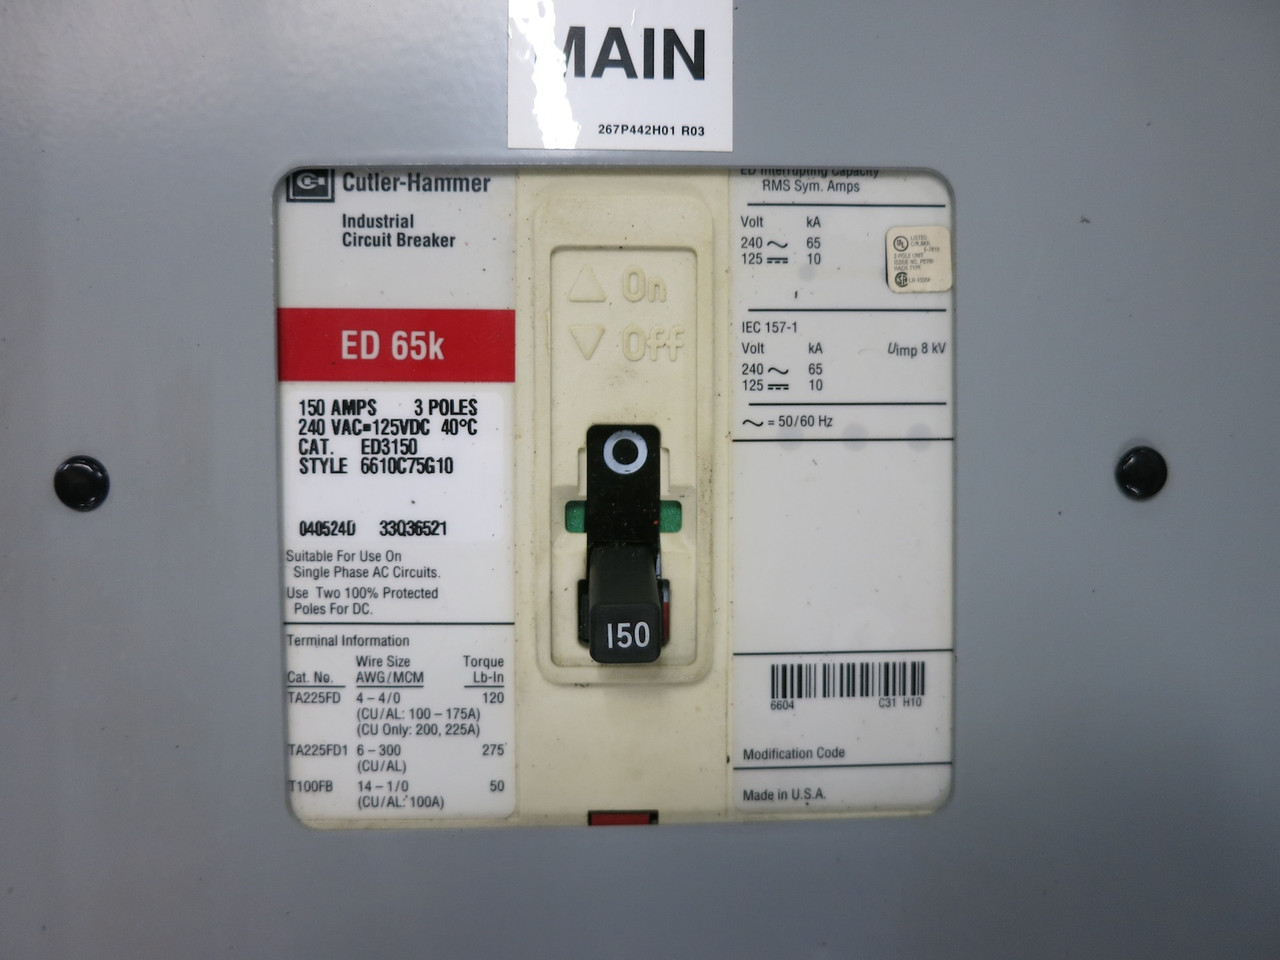 MAIN
267P442H01 R03
Cutler-Hammer
Industrial
Circuit Breaker
ED 65k
150 AMPS 3 POLES
240 VAC=125VDC 40°C
CAT. ED3150
STYLE 6610C75G10
040524D 33Q36521
Suitable For Use On
Single Phase AC Circuits.
Use Two 100% Protected
Poles For DC.
Terminal Information
Wire Size Torque
Cat. No. AWG/MCM Lb-In
TA225FD 4 – 4/0 120
(CU/AL: 100 – 175A)
(CU Only: 200, 225A)
TA225FD1 6 – 300 275
(CU/AL)
T100FB 14 – 1/0 50
(CU/AL: 100A)
On
Off
O
150
ED Interrupting Capacity
RMS Sym. Amps
Volt kA
240 ~ 65
125 ⎓ 10
UL LISTED
IEC 157-1
Volt kA Uimp 8 kV
240 ~ 65
125 ⎓ 10
~ = 50/60 Hz
6604 C31 H10
Modification Code
Made in U.S.A.